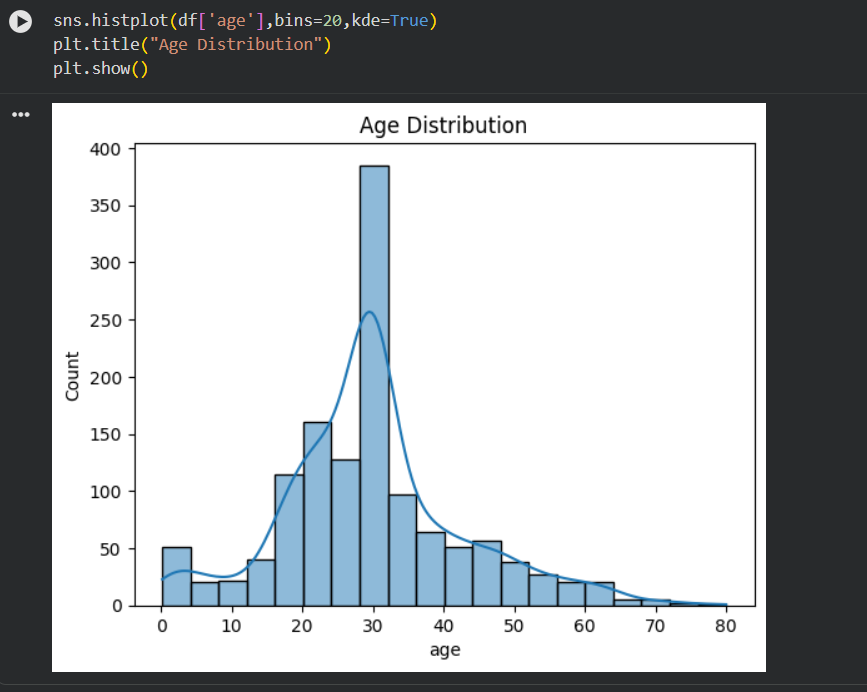 sns.histplot(df['age'],bins=20,kde=True)
plt.title("Age Distribution")
plt.show()
Age Distribution
400
350
300
250
200
150
100
50
0
Count
0 10 20 30 40 50 60 70 80
age